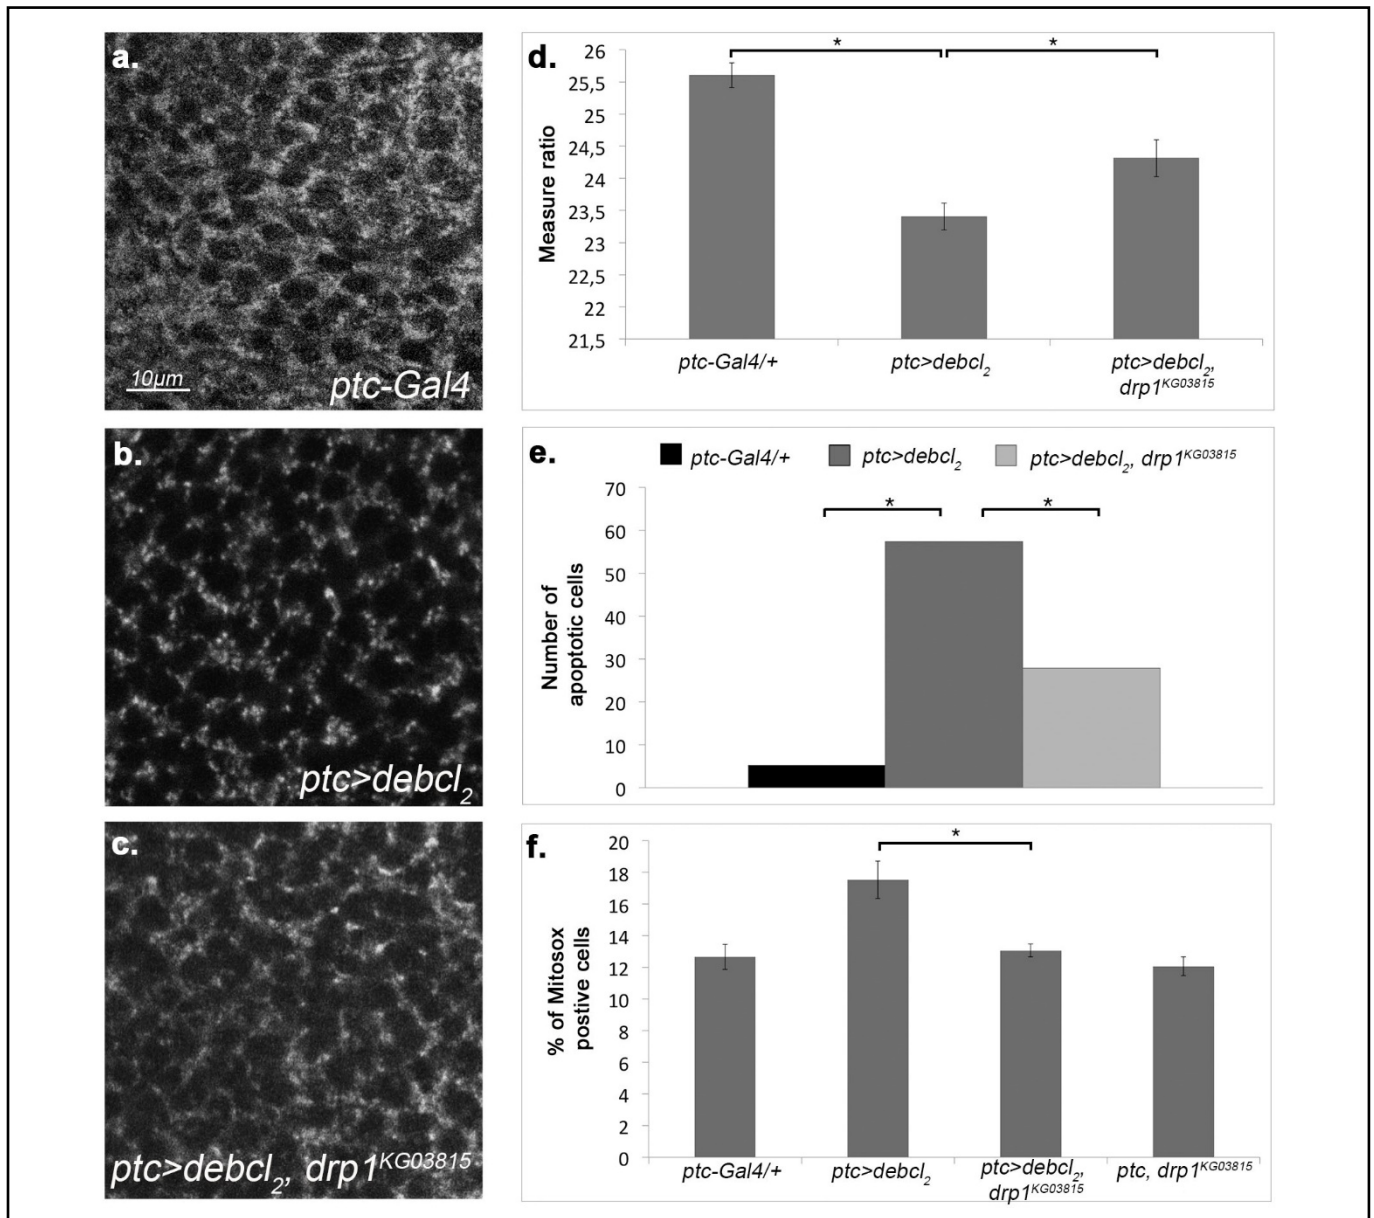 a.
10µm
ptc-Gal4
b.
ptc>debcl₂
c.
ptc>debcl₂, drp1ᴷᴳ⁰³⁸¹⁵
d.
*
*
26
25,5
25
24,5
24
23,5
23
22,5
22
21,5
Measure ratio
ptc-Gal4/+
ptc>debcl₂
ptc>debcl₂,
drp1ᴷᴳ⁰³⁸¹⁵
e.
ptc-Gal4/+
ptc>debcl₂
ptc>debcl₂, drp1ᴷᴳ⁰³⁸¹⁵
*
*
70
60
50
40
30
20
10
0
Number of
apoptotic cells
f.
*
20
18
16
14
12
10
8
6
4
2
0
% of Mitosox
postive cells
ptc-Gal4/+
ptc>debcl₂
ptc>debcl₂,
drp1ᴷᴳ⁰³⁸¹⁵
ptc, drp1ᴷᴳ⁰³⁸¹⁵